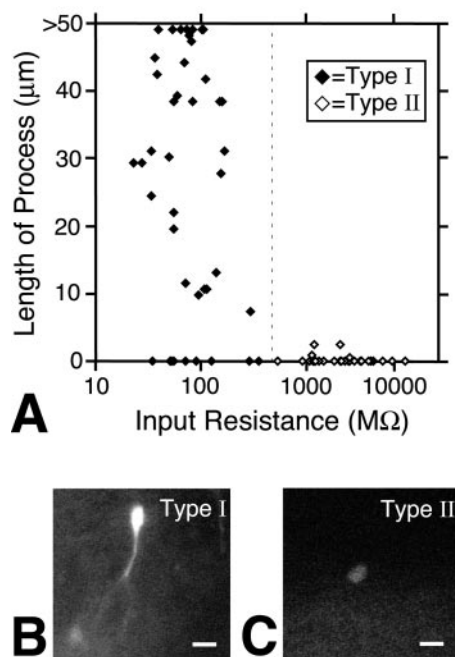 >50
40
30
20
10
0
Length of Process (μm)
◆=Type I
◇=Type II
10
100
1000
10000
Input Resistance (MΩ)
A
Type I
B
Type II
C